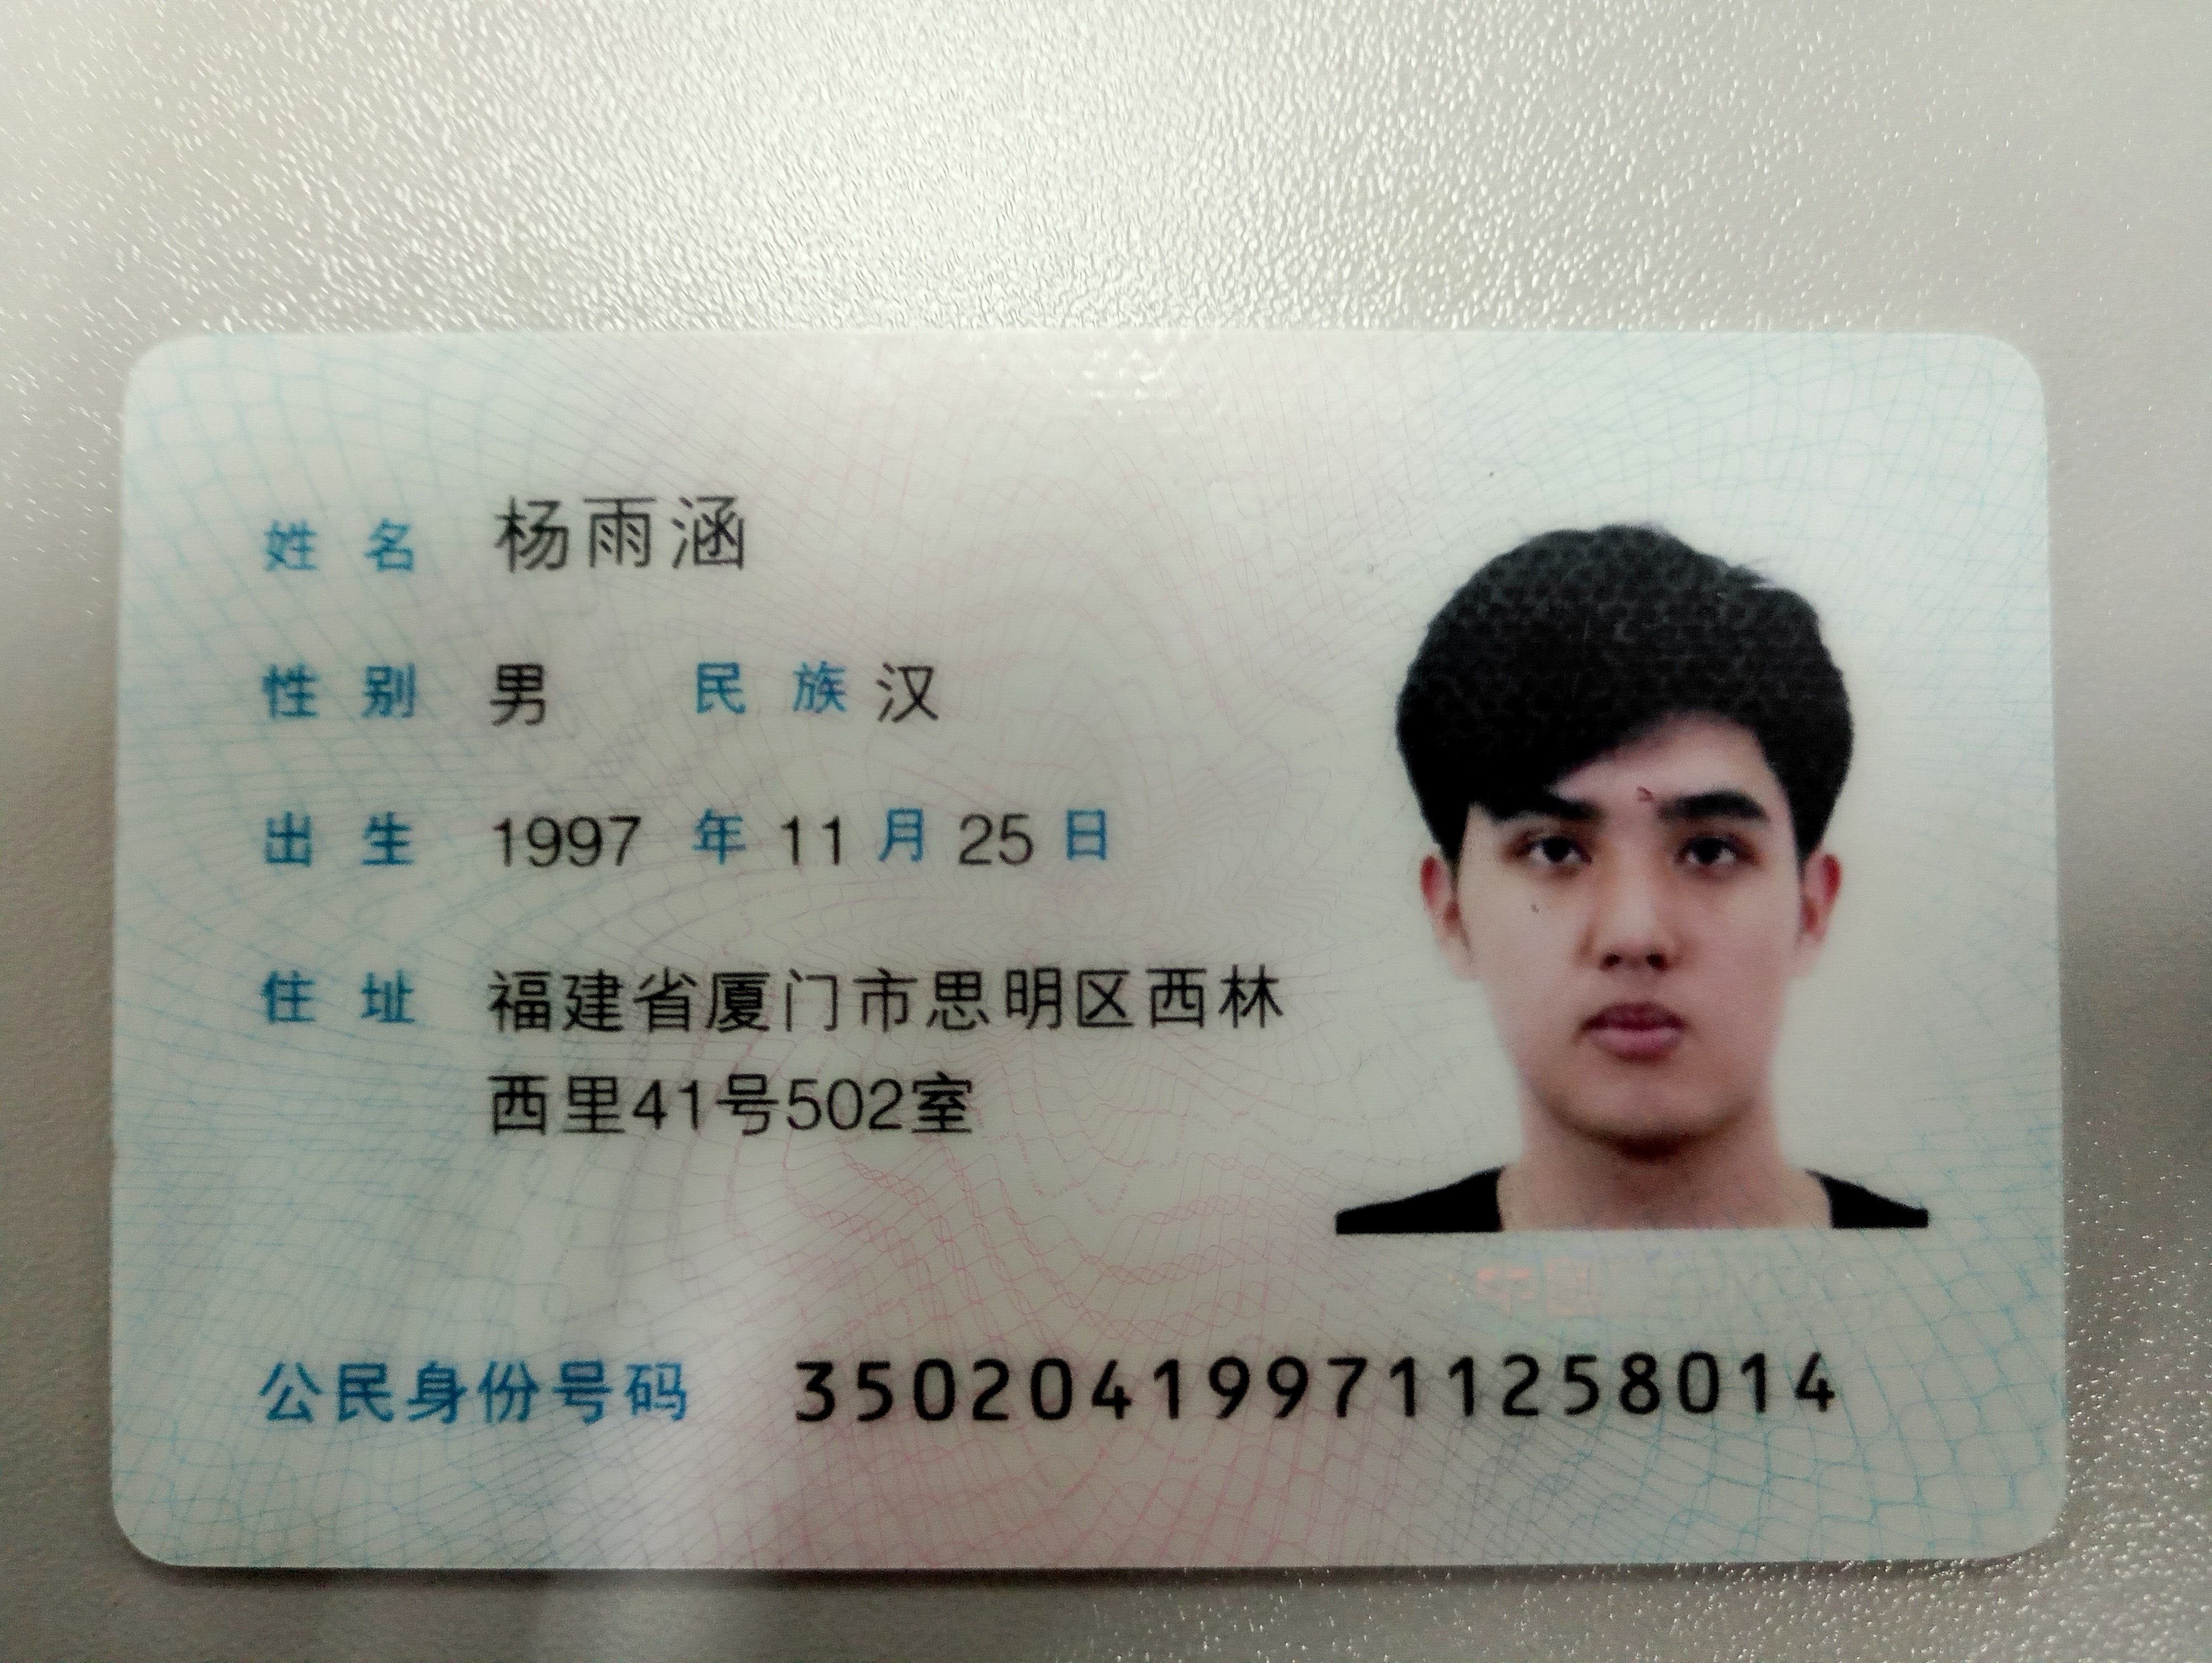 姓名 杨雨涵
性别 男 民族 汉
出生 1997 年 11 月 25 日
住址 福建省厦门市思明区西林
西里41号502室
中国
公民身份号码 350204199711258014